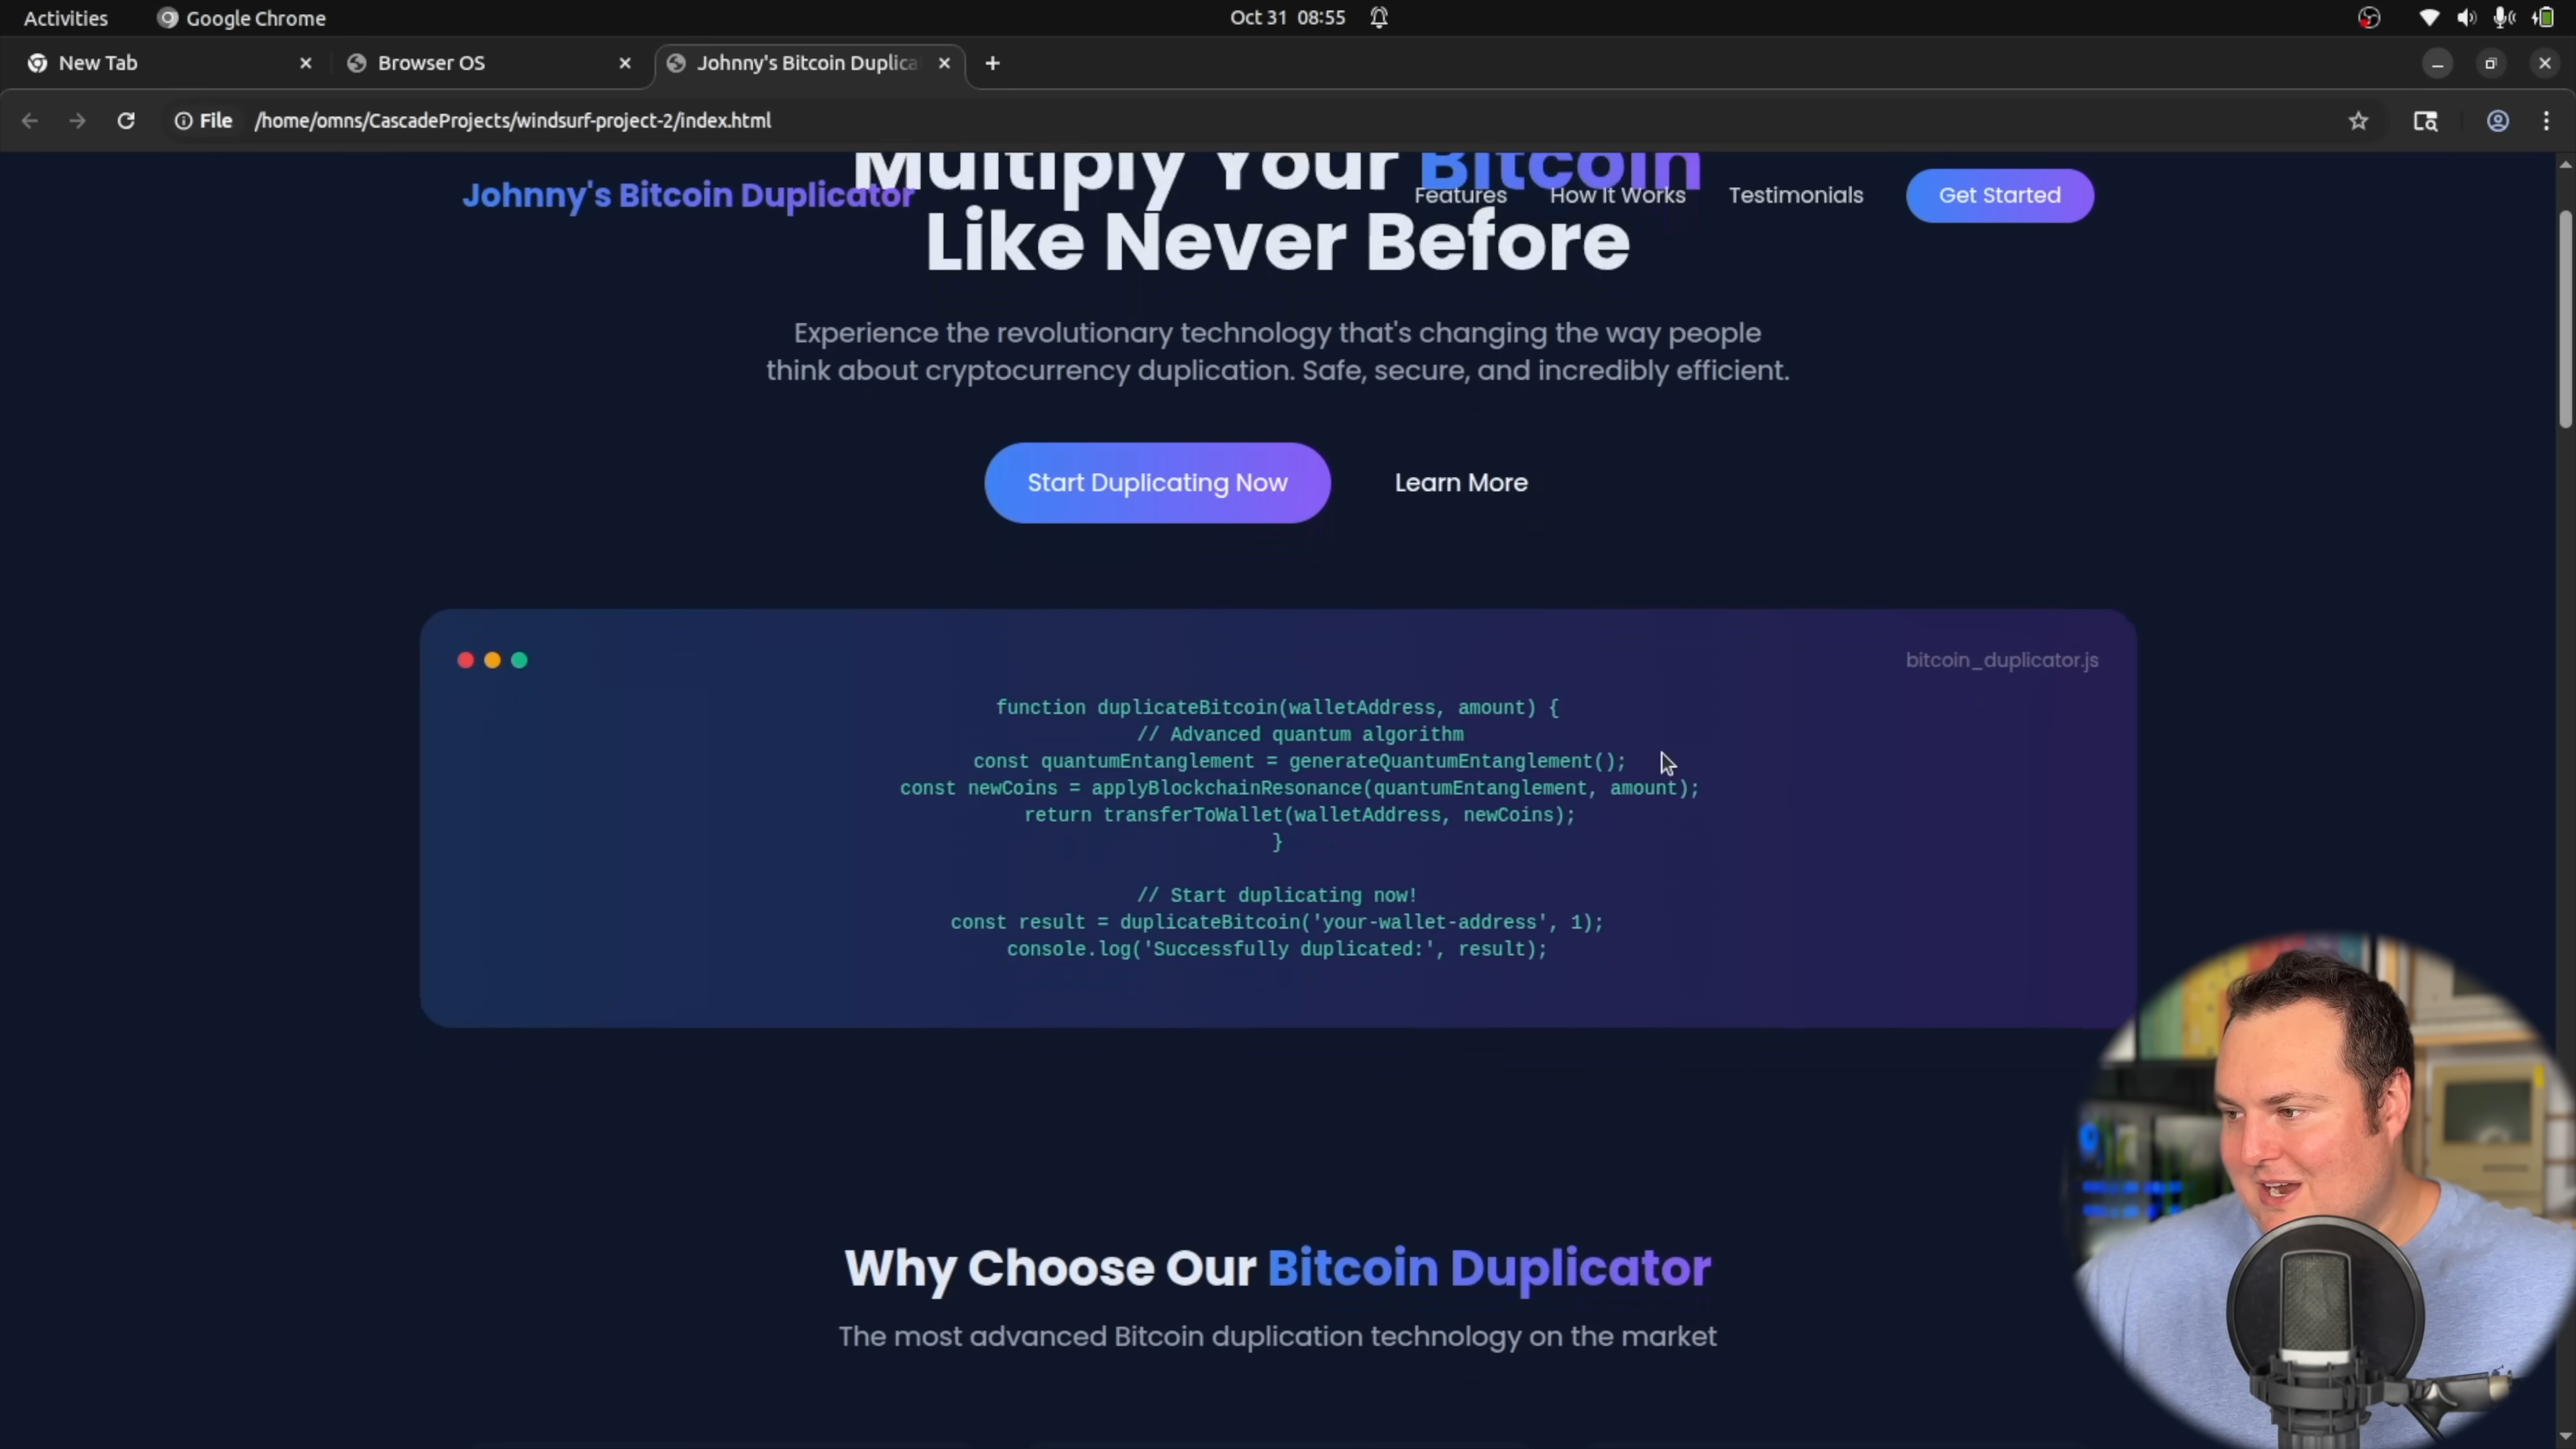 Activities
Google Chrome
Oct 31 08:55
New Tab
Browser OS
Johnny's Bitcoin Duplica
File
/home/omns/CascadeProjects/windsurf-project-2/index.html
Multiply Your Bitcoin
Johnny's Bitcoin Duplicator
Features
How It Works
Testimonials
Get Started
Like Never Before
Experience the revolutionary technology that's changing the way people
think about cryptocurrency duplication. Safe, secure, and incredibly efficient.
Start Duplicating Now
Learn More
bitcoin_duplicator.js
function duplicateBitcoin(walletAddress, amount) {
// Advanced quantum algorithm
const quantumEntanglement = generateQuantumEntanglement();
const newCoins = applyBlockchainResonance(quantumEntanglement, amount);
return transferToWallet(walletAddress, newCoins);
}
// Start duplicating now!
const result = duplicateBitcoin('your-wallet-address', 1);
console.log('Successfully duplicated:', result);
Why Choose Our Bitcoin Duplicator
The most advanced Bitcoin duplication technology on the market